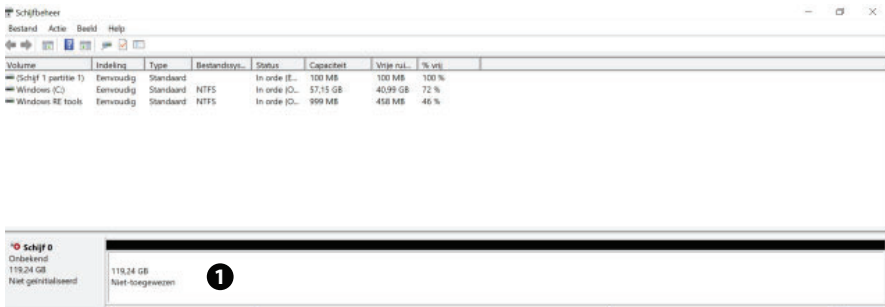 Schijfbeheer
Bestand Actie Beeld Help
Volume Indeling Type Bestandssys... Status Capaciteit Vrije rui... % vrij
(Schijf 1 partitie 1) Eenvoudig Standaard In orde (E... 100 MB 100 MB 100 %
Windows (C:) Eenvoudig Standaard NTFS In orde (O... 57,15 GB 40,99 GB 72 %
Windows RE tools Eenvoudig Standaard NTFS In orde (O... 999 MB 458 MB 46 %
Schijf 0
Onbekend
119,24 GB
Niet geïnitialiseerd
119,24 GB
Niet-toegewezen
1